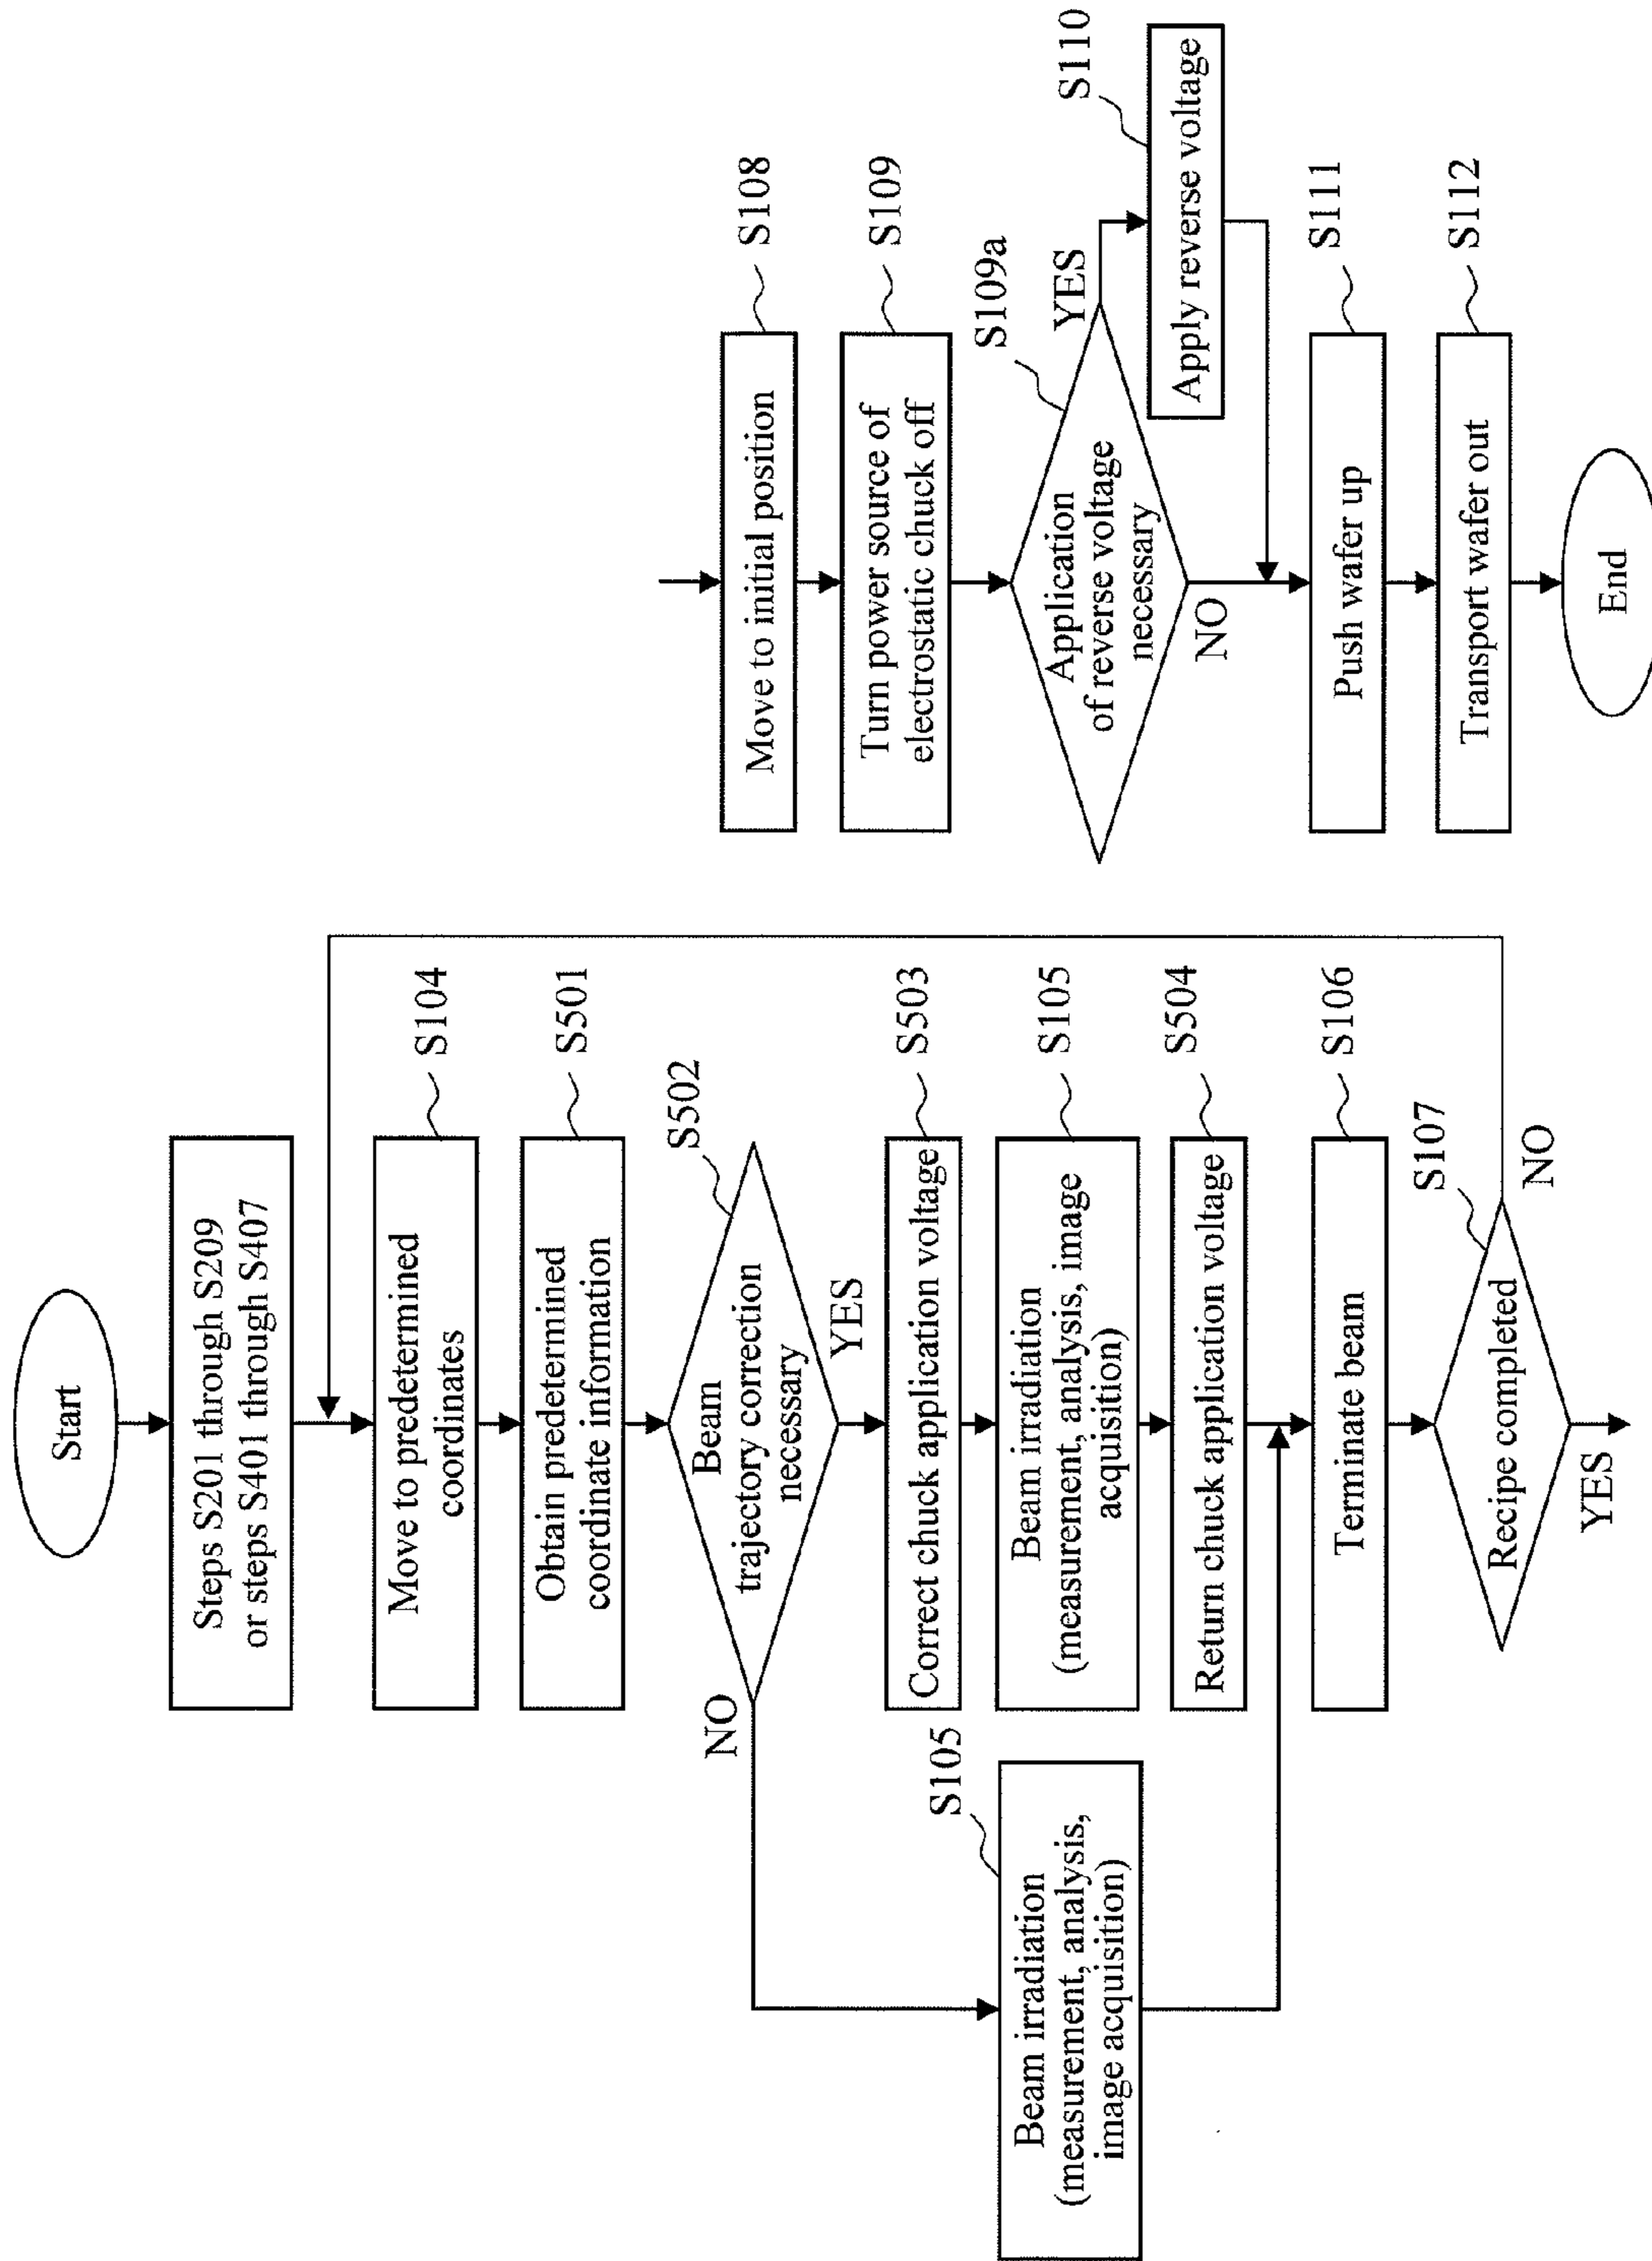 Start
Steps S201 through S209
or steps S401 through S407
Move to predetermined
coordinates
S104
Obtain predetermined
coordinate information
S501
Beam
trajectory correction
necessary
S502
NO
YES
Correct chuck application voltage
S503
Beam irradiation
(measurement, analysis, image
acquisition)
S105
Beam irradiation
(measurement, analysis,
image acquisition)
S105
Return chuck application voltage
S504
Terminate beam
S106
Recipe completed
S107
NO
YES
Move to initial position
S108
Turn power source of
electrostatic chuck off
S109
Application
of reverse voltage
necessary
S109a
YES
NO
Apply reverse voltage
S110
Push wafer up
S111
Transport wafer out
S112
End